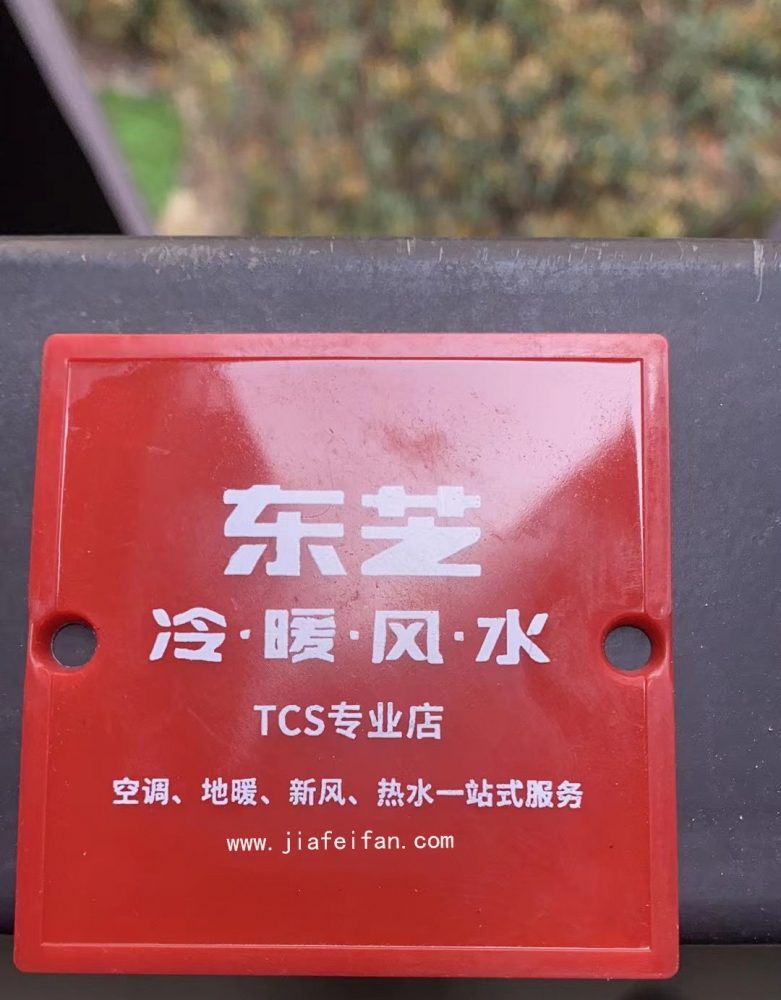 东芝
冷·暖·风·水
TCS专业店
空调、地暖、新风、热水一站式服务
www.jiafeifan.com